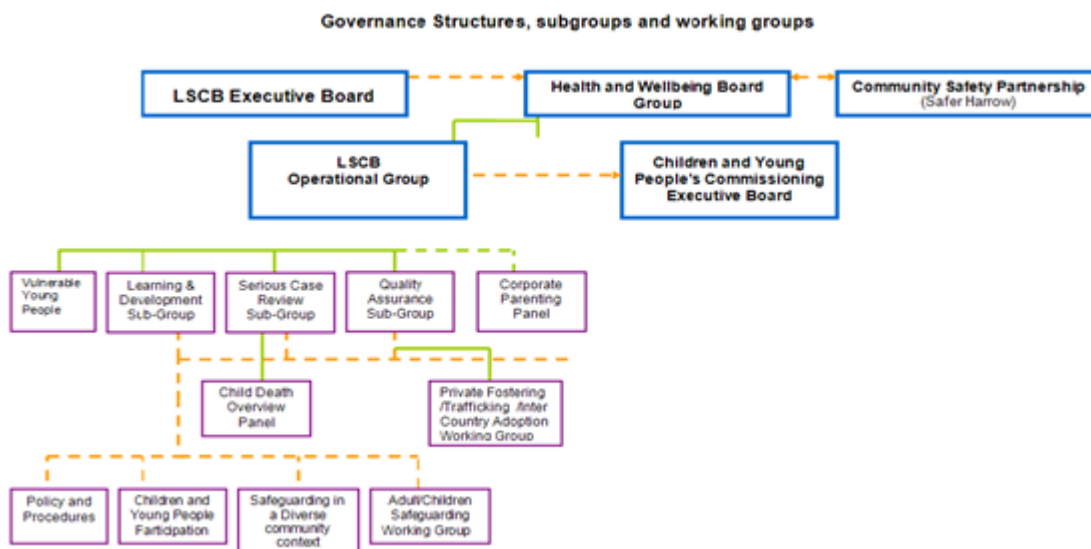 Governance Structures, subgroups and working groups
LSCB Executive Board
Health and Wellbeing Board
Group
Community Safety Partnership
(Safer Harrow)
LSCB
Operational Group
Children and Young
People's Commissioning
Executive Board
Vulnerable
Young
People
Learning &
Development
Sub-Group
Serious Case
Review
Sub-Group
Quality
Assurance
Sub-Group
Corporate
Parenting
Panel
Child Death
Overview
Panel
Private Fostering
/Trafficking /Inter
Country Adoption
Working Group
Policy and
Procedures
Children and
Young People
Participation
Safeguarding in
a Diverse
community
context
Adult/Children
Safeguarding
Working Group